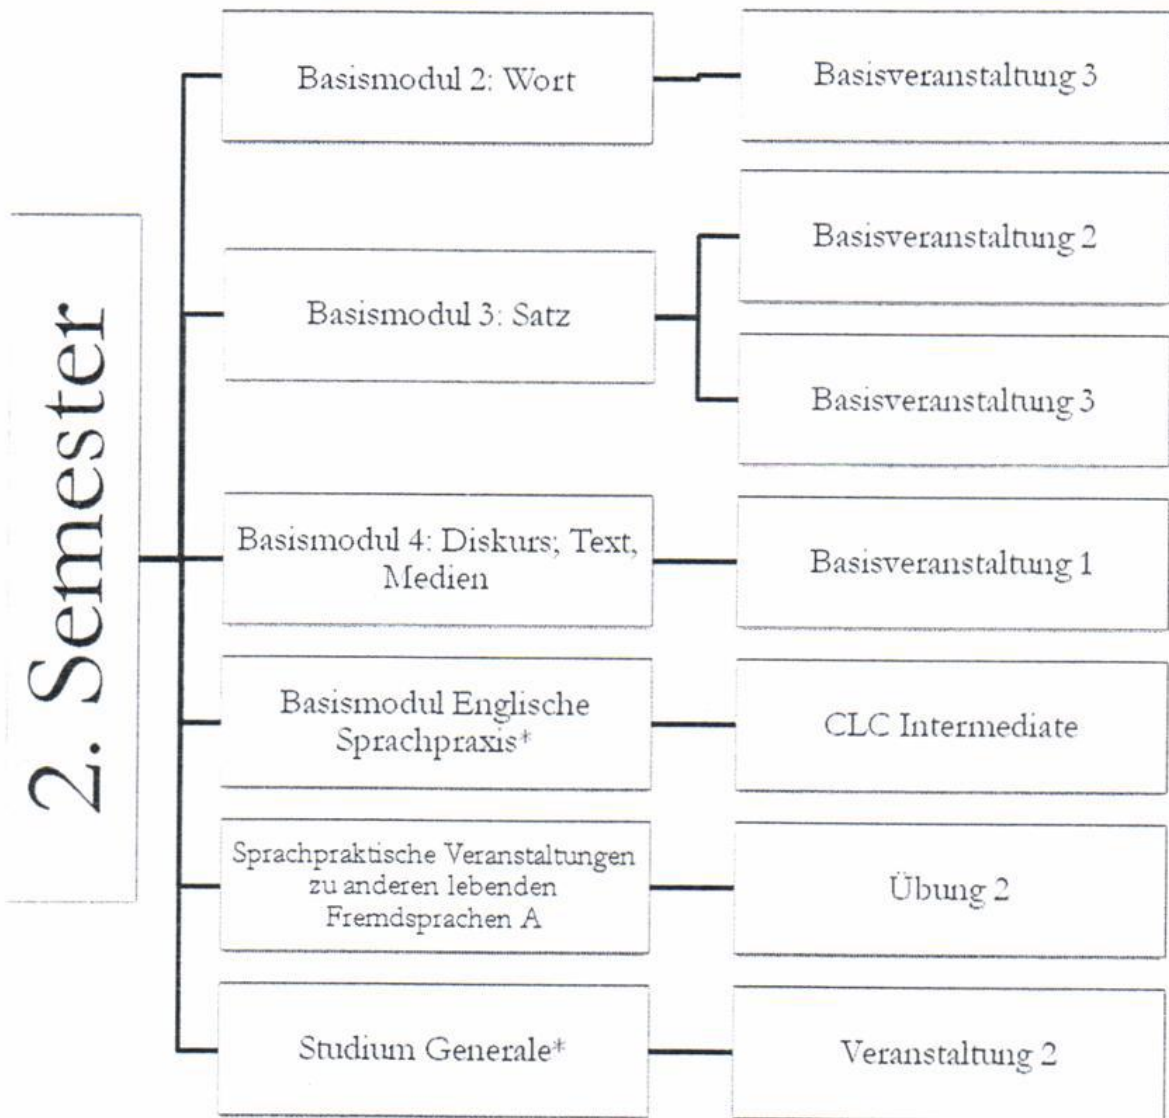 2. Semester
Basismodul 2: Wort
Basisveranstaltung 3
Basismodul 3: Satz
Basisveranstaltung 2
Basisveranstaltung 3
Basismodul 4: Diskurs; Text,
Medien
Basisveranstaltung 1
Basismodul Englische
Sprachpraxis*
CLC Intermediate
Sprachpraktische Veranstaltungen
zu anderen lebenden
Fremdsprachen A
Übung 2
Studium Generale*
Veranstaltung 2